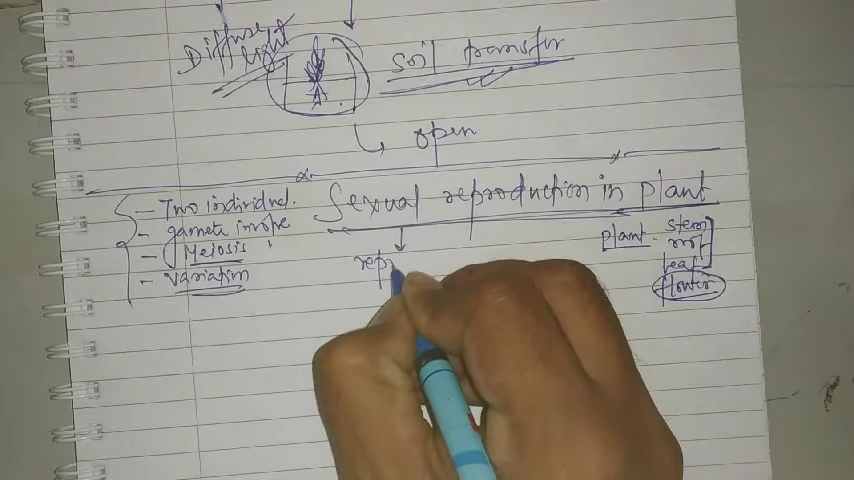 Diffuse
light
soil transfer
open
Sexual reproduction in plant
- Two individual.
- gamete invole
- Meiosis
- variation
plant - stem
root
leaf
flower
rep